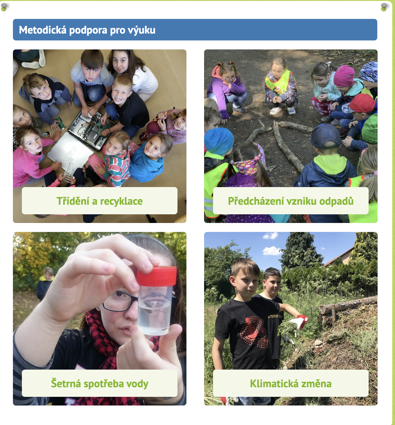 Metodická podpora pro výuku
Třídění a recyklace
Předcházení vzniku odpadů
Šetrná spotřeba vody
Klimatická změna